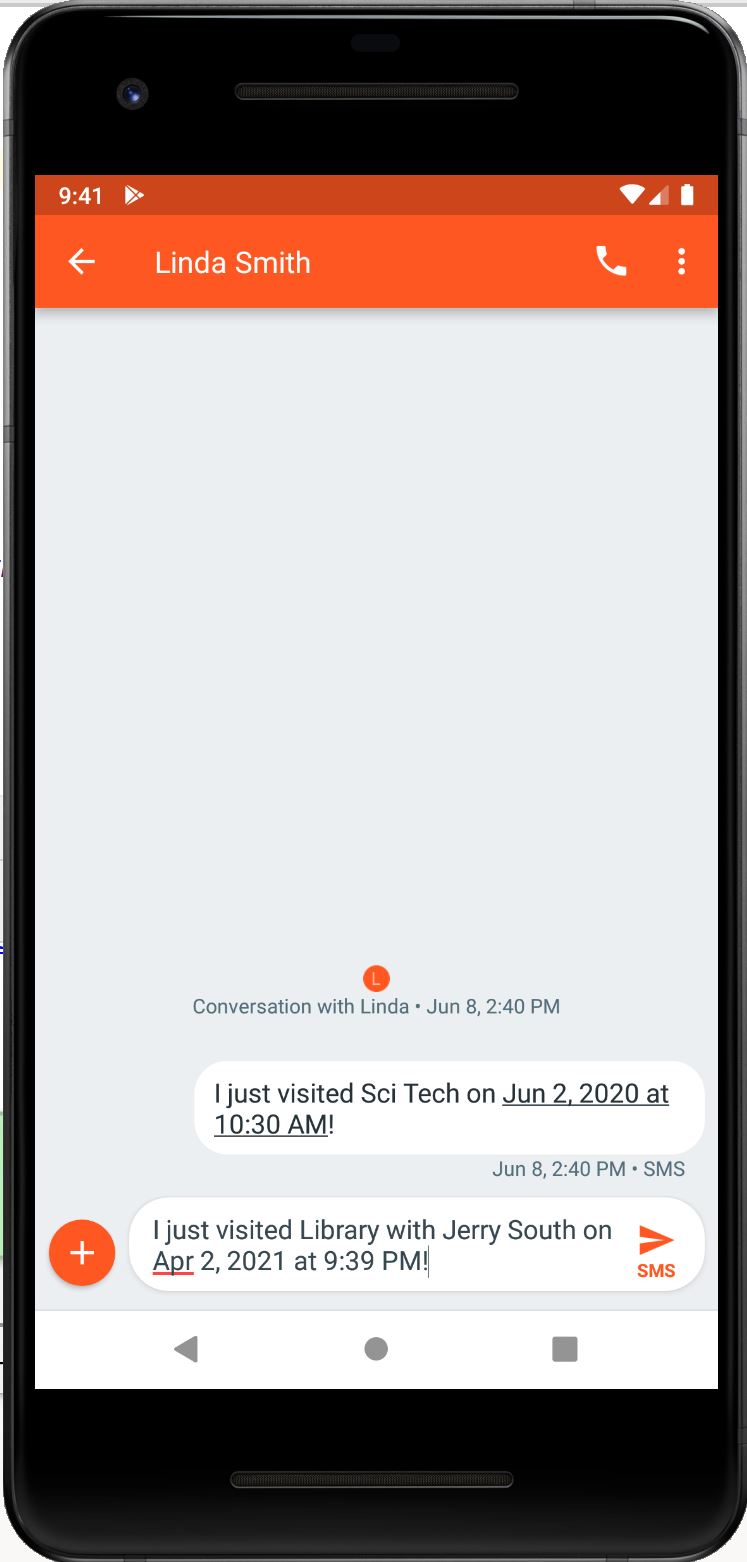 9:41
Linda Smith
L
Conversation with Linda • Jun 8, 2:40 PM
I just visited Sci Tech on Jun 2, 2020 at
10:30 AM!
Jun 8, 2:40 PM • SMS
I just visited Library with Jerry South on
Apr 2, 2021 at 9:39 PM!
SMS